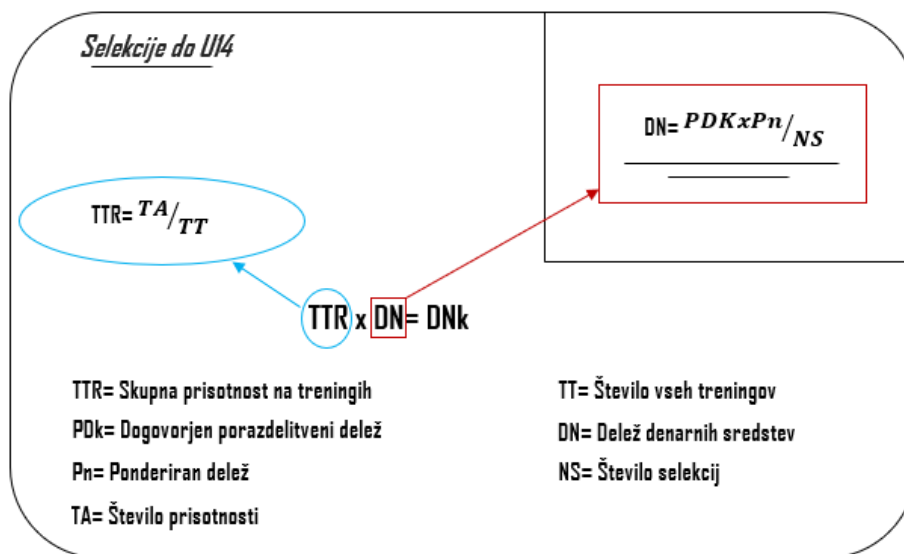 Selekcije do U14
DN= PDKxPn/NS
TTR= TA/TT
TTR x DN= DNk
TTR= Skupna prisotnost na treningih
PDk= Dogovorjen porazdelitveni delež
Pn= Ponderiran delež
TA= Število prisotnosti
TT= Število vseh treningov
DN= Delež denarnih sredstev
NS= Število selekcij